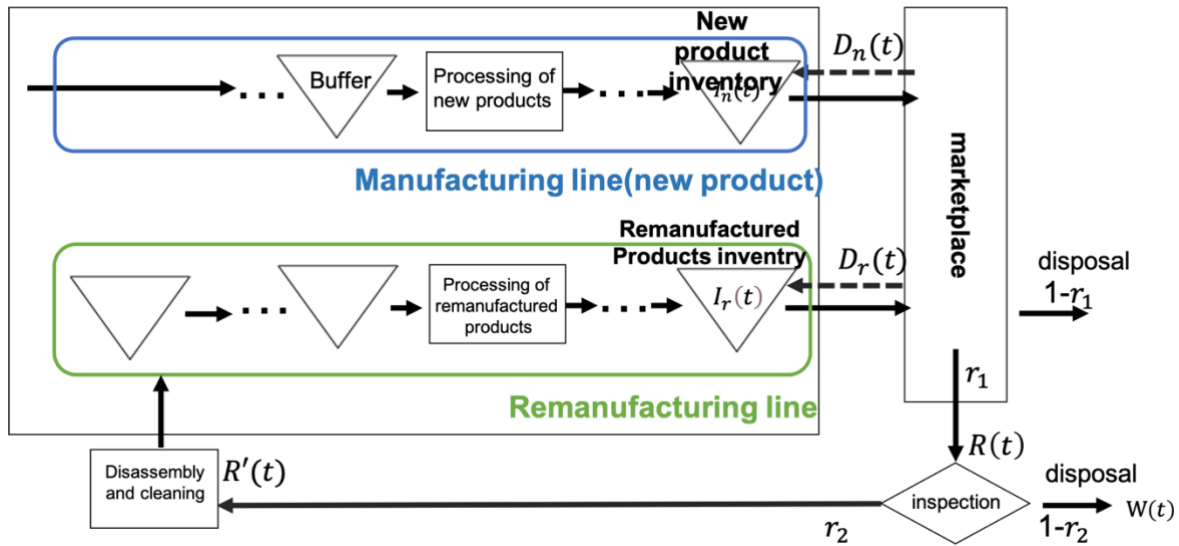 New
product
inventory
I_n(t)
D_n(t)
Buffer
Processing of
new products
. . .
. . .
Manufacturing line(new product)
marketplace
Remanufactured
Products inventry
D_r(t)
I_r(t)
Processing of
remanufactured
products
. . .
. . .
disposal
1-r_1
Remanufacturing line
r_1
R(t)
Disassembly
and cleaning
R'(t)
inspection
disposal
W(t)
r_2
1-r_2